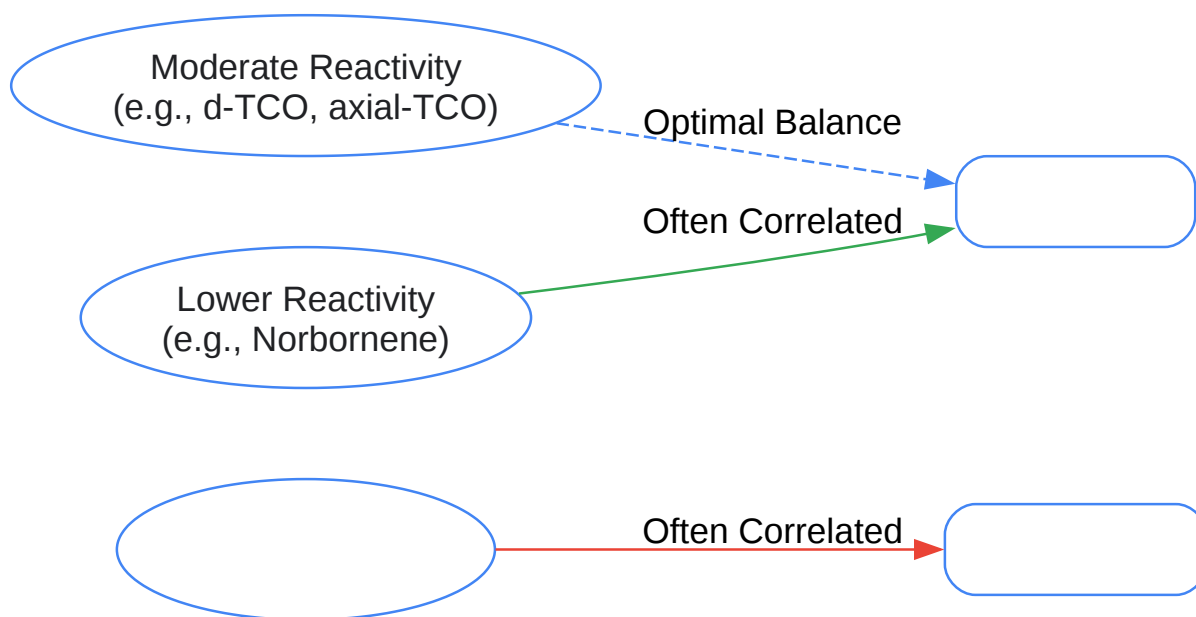 Moderate Reactivity
(e.g., d-TCO, axial-TCO)
Optimal Balance
Often Correlated
Lower Reactivity
(e.g., Norbornene)
Often Correlated